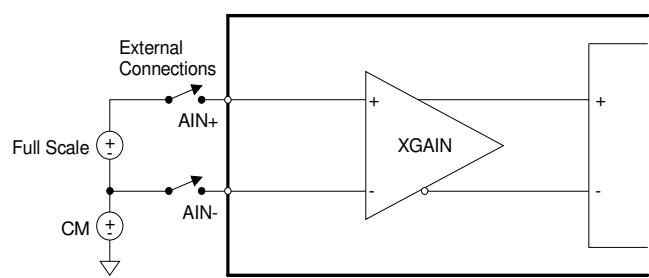 External
Connections
+
+
AIN+
Full Scale
+
-
XGAIN
-
-
AIN-
CM
+
-